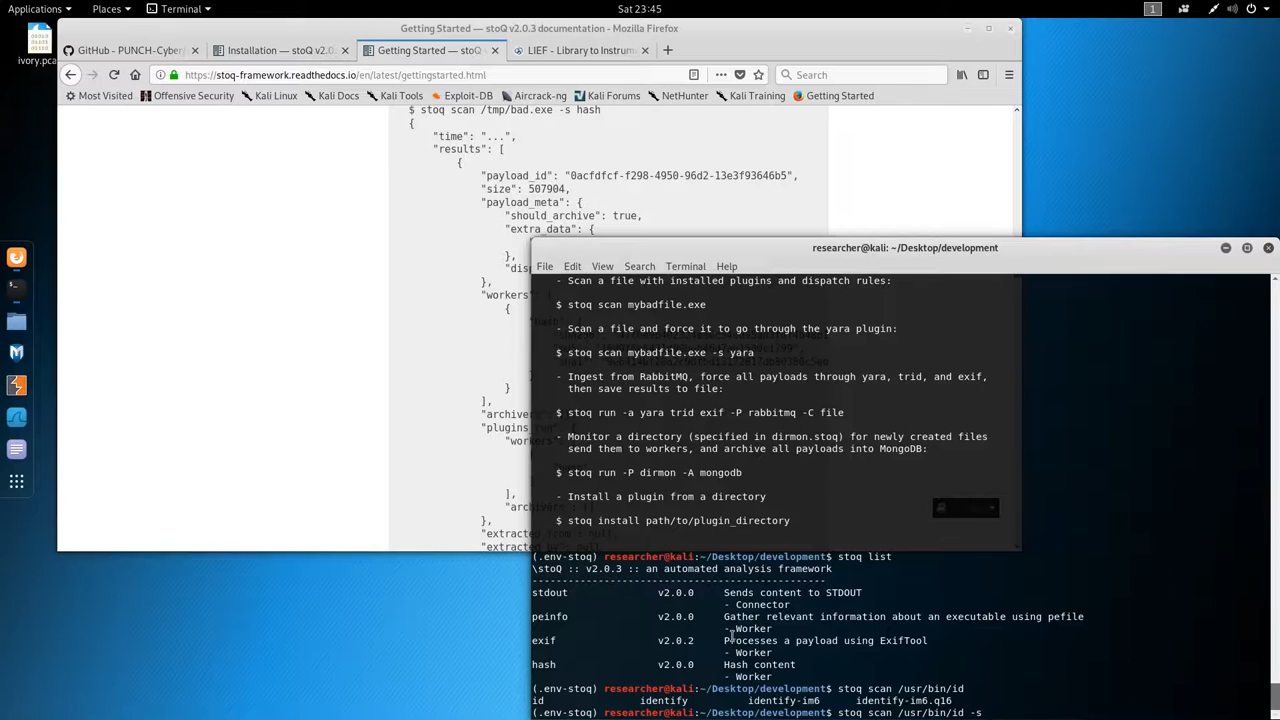 Applications
Places
Terminal
Sat 23:45
1
ivory.pca
Getting Started — stoQ v2.0.3 documentation - Mozilla Firefox
GitHub - PUNCH-Cyber
Installation — stoQ v2.0.
Getting Started — stoQ v
LIEF - Library to Instrum
https://stoq-framework.readthedocs.io/en/latest/gettingstarted.html
Search
Most Visited
Offensive Security
Kali Linux
Kali Docs
Kali Tools
Exploit-DB
Aircrack-ng
Kali Forums
NetHunter
Kali Training
Getting Started
$ stoq scan /tmp/bad.exe -s hash
{
"time": "...",
"results": [
{
"payload_id": "0acfdfcf-f298-4950-96d2-13e3f93646b5",
"size": 507904,
"payload_meta": {
"should_archive": true,
"extra_data": {
},
"dis
},
"workers"
{
"hash": {
}
],
"archiver
"plugins_run": {
"worke
],
"archivers": []
},
"extracted_from": null,
"extracted_by": null,
researcher@kali: ~/Desktop/development
File Edit View Search Terminal Help
- Scan a file with installed plugins and dispatch rules:
$ stoq scan mybadfile.exe
- Scan a file and force it to go through the yara plugin:
$ stoq scan mybadfile.exe -s yara
- Ingest from RabbitMQ, force all payloads through yara, trid, and exif,
then save results to file:
$ stoq run -a yara trid exif -P rabbitmq -C file
- Monitor a directory (specified in dirmon.stoq) for newly created files
send them to workers, and archive all payloads into MongoDB:
$ stoq run -P dirmon -A mongodb
- Install a plugin from a directory
$ stoq install path/to/plugin_directory
(.env-stoq) researcher@kali:~/Desktop/development$ stoq list
\stoQ :: v2.0.3 :: an automated analysis framework
--------------------------------------------------------------------------------
stdout v2.0.0 Sends content to STDOUT
- Connector
peinfo v2.0.0 Gather relevant information about an executable using pefile
- Worker
exif v2.0.2 Processes a payload using ExifTool
- Worker
hash v2.0.0 Hash content
- Worker
(.env-stoq) researcher@kali:~/Desktop/development$ stoq scan /usr/bin/id
id identify identify-im6 identify-im6.q16
(.env-stoq) researcher@kali:~/Desktop/development$ stoq scan /usr/bin/id -s